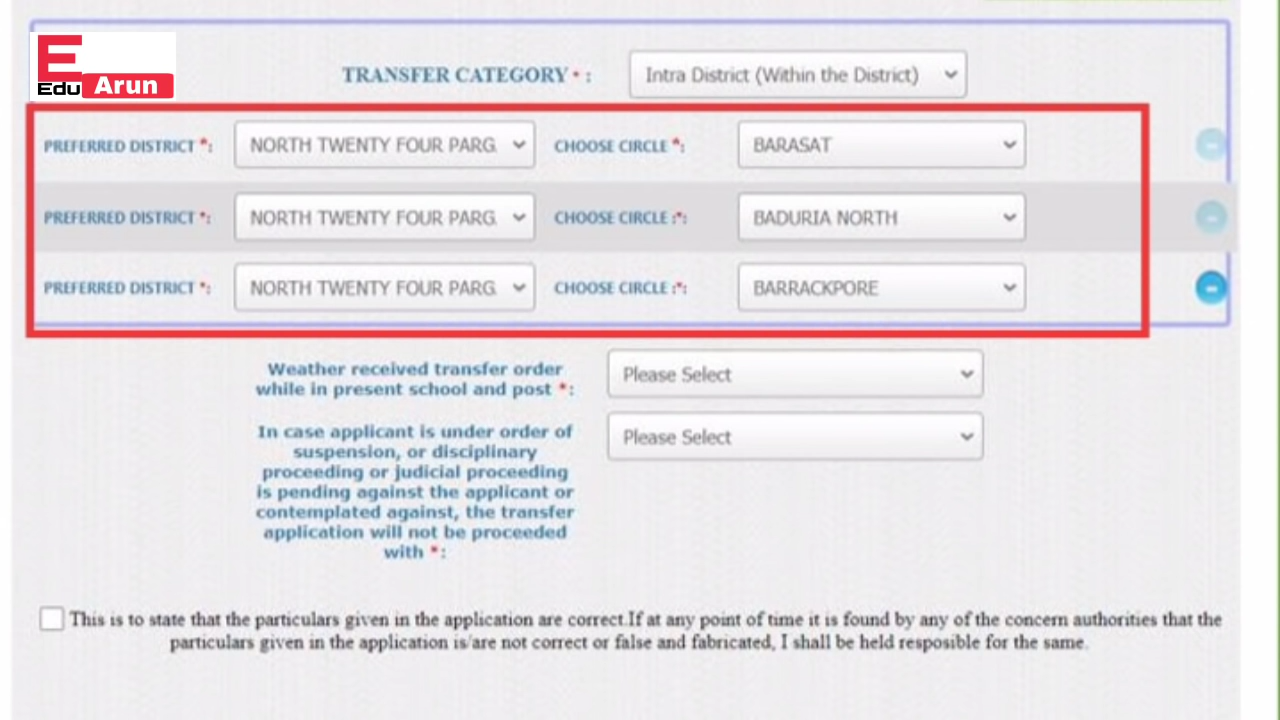 E
Edu Arun
TRANSFER CATEGORY * : Intra District (Within the District)
PREFERRED DISTRICT *: NORTH TWENTY FOUR PARG CHOOSE CIRCLE *: BARASAT
PREFERRED DISTRICT *: NORTH TWENTY FOUR PARG CHOOSE CIRCLE :*: BADURIA NORTH
PREFERRED DISTRICT *: NORTH TWENTY FOUR PARG CHOOSE CIRCLE :*: BARRACKPORE
Weather received transfer order
while in present school and post *: Please Select
In case applicant is under order of Please Select
suspension, or disciplinary
proceeding or judicial proceeding
is pending against the applicant or
contemplated against, the transfer
application will not be proceeded
with *:
This is to state that the particulars given in the application are correct.If at any point of time it is found by any of the concern authorities that the
particulars given in the application is/are not correct or false and fabricated, I shall be held resposible for the same.